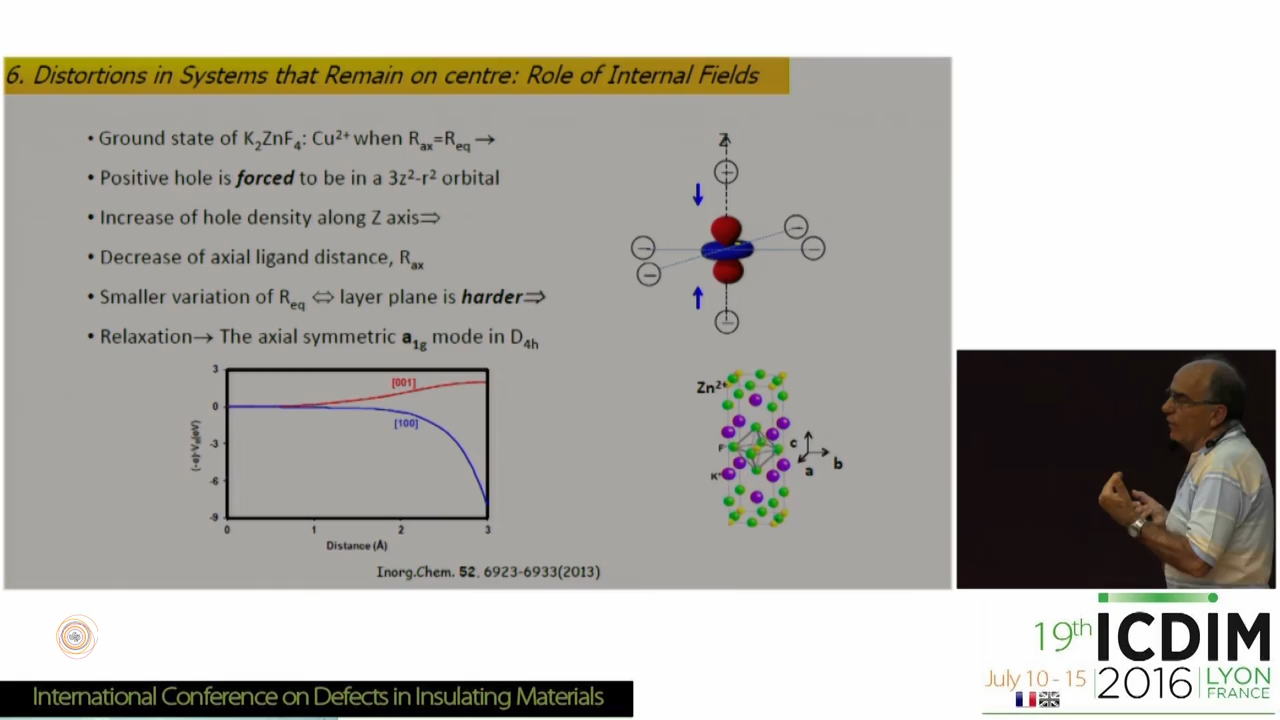 6. Distortions in Systems that Remain on centre: Role of Internal Fields
• Ground state of K₂ZnF₄: Cu²⁺ when Rₐₓ=R_eq →
• Positive hole is forced to be in a 3z²-r² orbital
• Increase of hole density along Z axis⇒
• Decrease of axial ligand distance, Rₐₓ
• Smaller variation of R_eq ⇔ layer plane is harder⇒
• Relaxation→ The axial symmetric a₁g mode in D₄h
Z
3
0
-3
-6
-9
[001]
[100]
0
1
2
3
Distance (Å)
Zn²⁺
F⁻
K⁺
c
b
a
Inorg.Chem. 52, 6923-6933(2013)
19th ICDIM
July 10 - 15 2016 LYON
FRANCE
International Conference on Defects in Insulating Materials